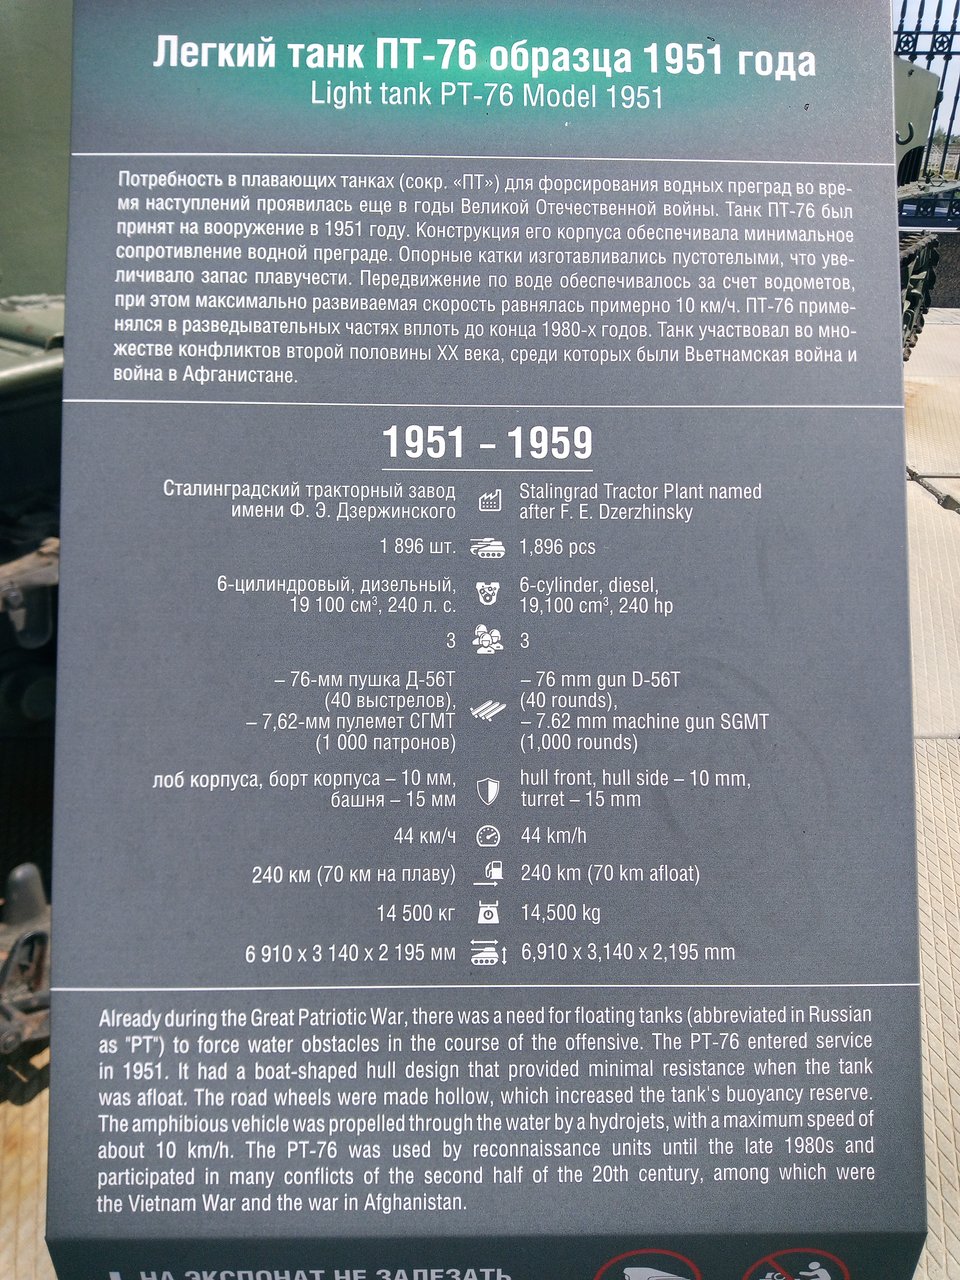 Легкий танк ПТ-76 образца 1951 года
Light tank PT-76 Model 1951
Потребность в плавающих танках (сокр. «ПТ») для форсирования водных преград во вре-
мя наступлений проявилась еще в годы Великой Отечественной войны. Танк ПТ-76 был
принят на вооружение в 1951 году. Конструкция его корпуса обеспечивала минимальное
сопротивление водной преграде. Опорные катки изготавливались пустотелыми, что уве-
личивало запас плавучести. Передвижение по воде обеспечивалось за счет водометов,
при этом максимально развиваемая скорость равнялась примерно 10 км/ч. ПТ-76 приме-
нялся в разведывательных частях вплоть до конца 1980-х годов. Танк участвовал во мно-
жестве конфликтов второй половины XX века, среди которых были Вьетнамская война и
война в Афганистане.
1951 – 1959
Сталинградский тракторный завод
имени Ф. Э. Дзержинского
Stalingrad Tractor Plant named
after F. E. Dzerzhinsky
1 896 шт.
1,896 pcs
6-цилиндровый, дизельный,
19 100 см³, 240 л. с.
6-cylinder, diesel,
19,100 cm³, 240 hp
3
3
– 76-мм пушка Д-56Т
(40 выстрелов),
– 7,62-мм пулемет СГМТ
(1 000 патронов)
– 76 mm gun D-56T
(40 rounds),
– 7.62 mm machine gun SGMT
(1,000 rounds)
лоб корпуса, борт корпуса – 10 мм,
башня – 15 мм
hull front, hull side – 10 mm,
turret – 15 mm
44 км/ч
44 km/h
240 км (70 км на плаву)
240 km (70 km afloat)
14 500 кг
14,500 kg
6 910 x 3 140 x 2 195 мм
6,910 x 3,140 x 2,195 mm
Already during the Great Patriotic War, there was a need for floating tanks (abbreviated in Russian
as "PT") to force water obstacles in the course of the offensive. The PT-76 entered service
in 1951. It had a boat-shaped hull design that provided minimal resistance when the tank
was afloat. The road wheels were made hollow, which increased the tank's buoyancy reserve.
The amphibious vehicle was propelled through the water by a hydrojets, with a maximum speed of
about 10 km/h. The PT-76 was used by reconnaissance units until the late 1980s and
participated in many conflicts of the second half of the 20th century, among which were
the Vietnam War and the war in Afghanistan.
НА ЭКСПОНАТ НЕ ЗАЛЕЗАТЬ